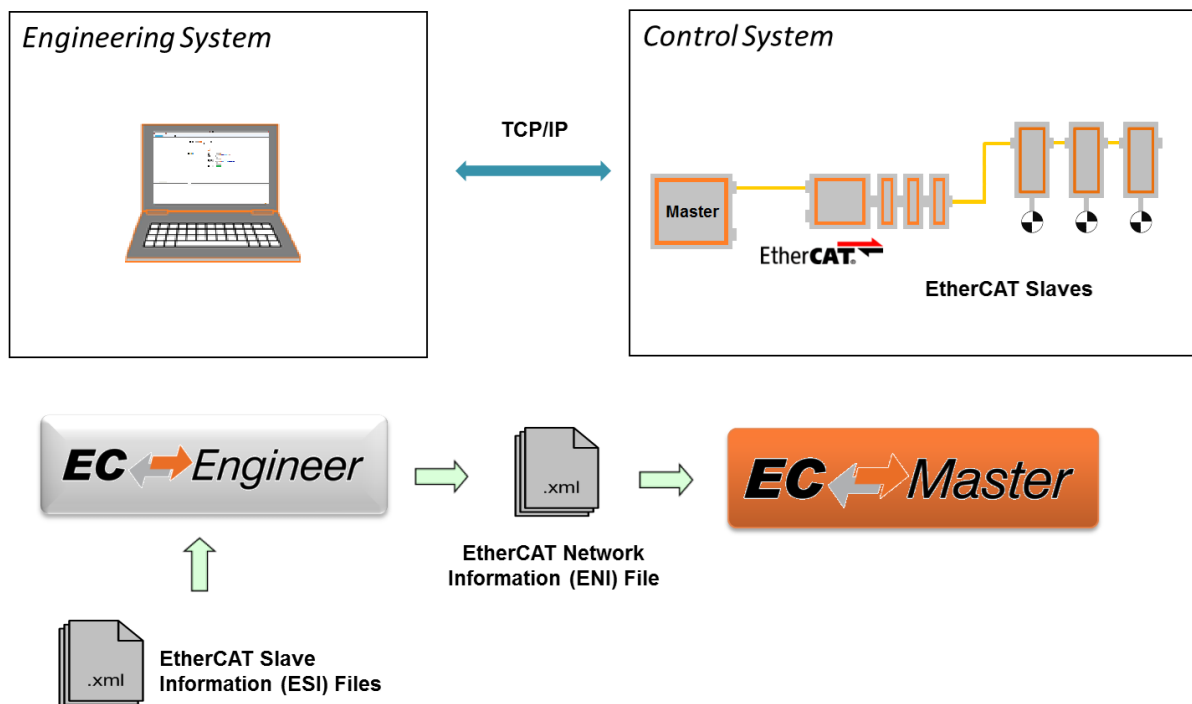 Engineering System
Control System
TCP/IP
Master
EtherCAT®
EtherCAT Slaves
EC Engineer
.xml
EC Master
EtherCAT Network
Information (ENI) File
.xml
EtherCAT Slave
Information (ESI) Files